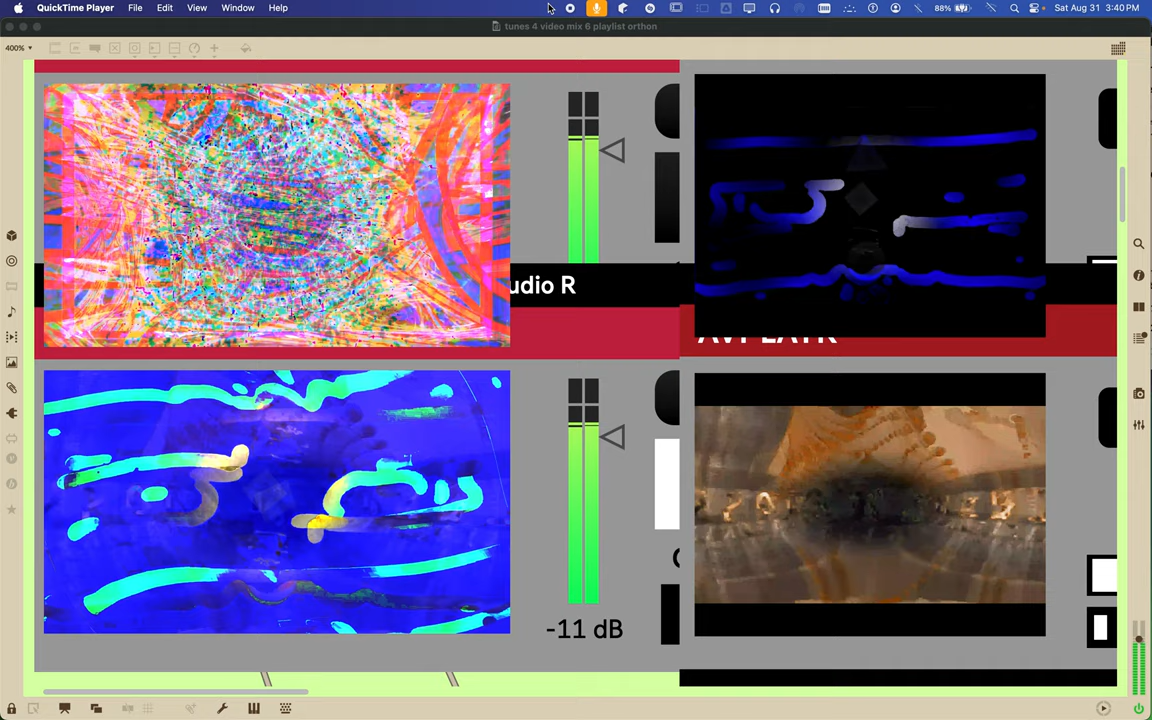 QuickTime Player File Edit View Window Help 88% Sat Aug 31 3:40 PM
tunes 4 video mix 6 playlist orthon
400%
udio R
AVPLAYR
-11 dB